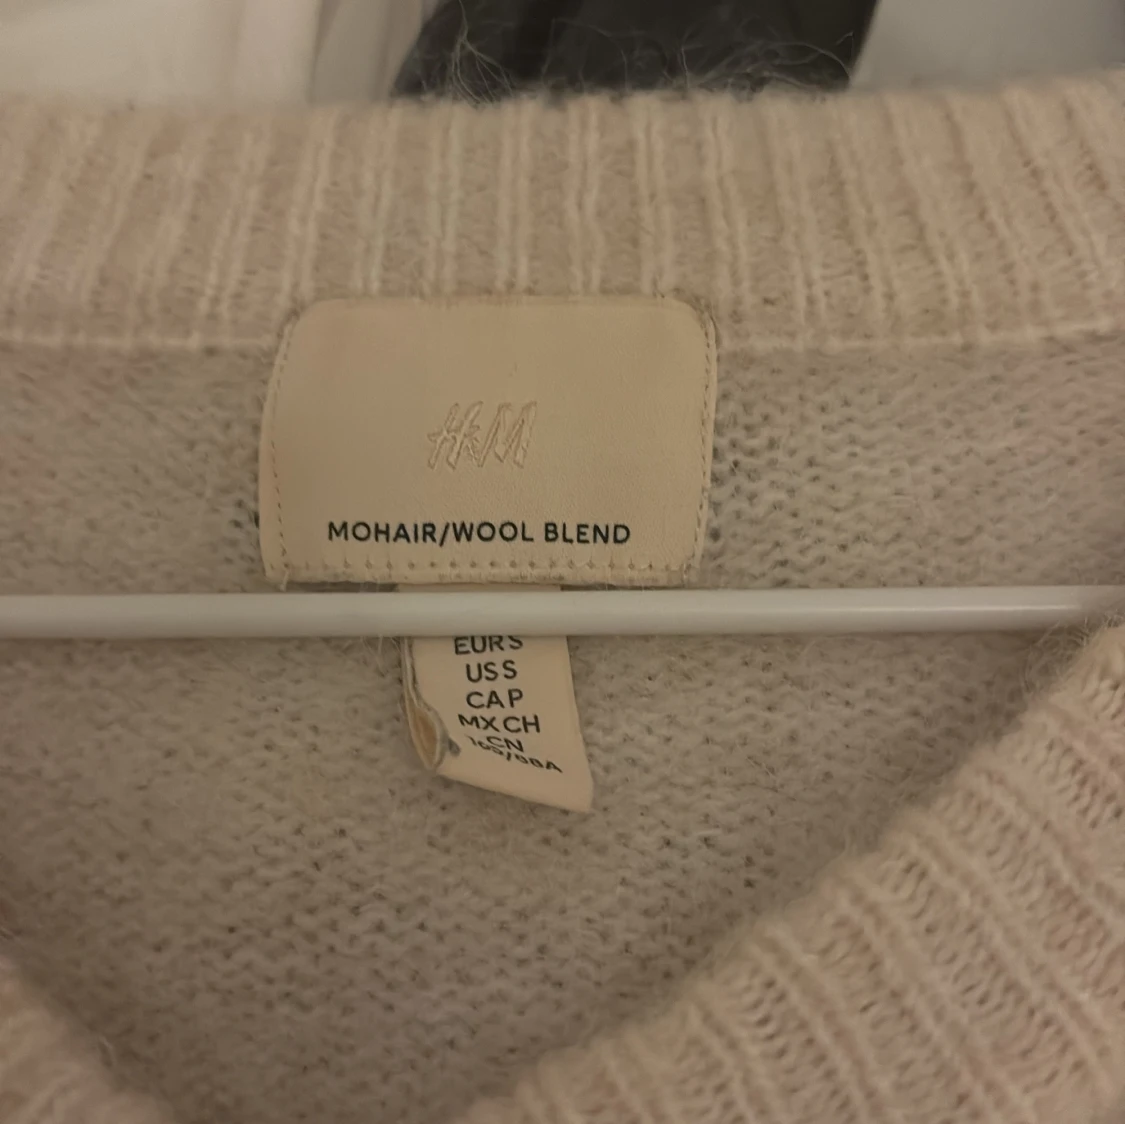 H&M
MOHAIR/WOOL BLEND
EUR S
US S
CA P
MX CH
CN